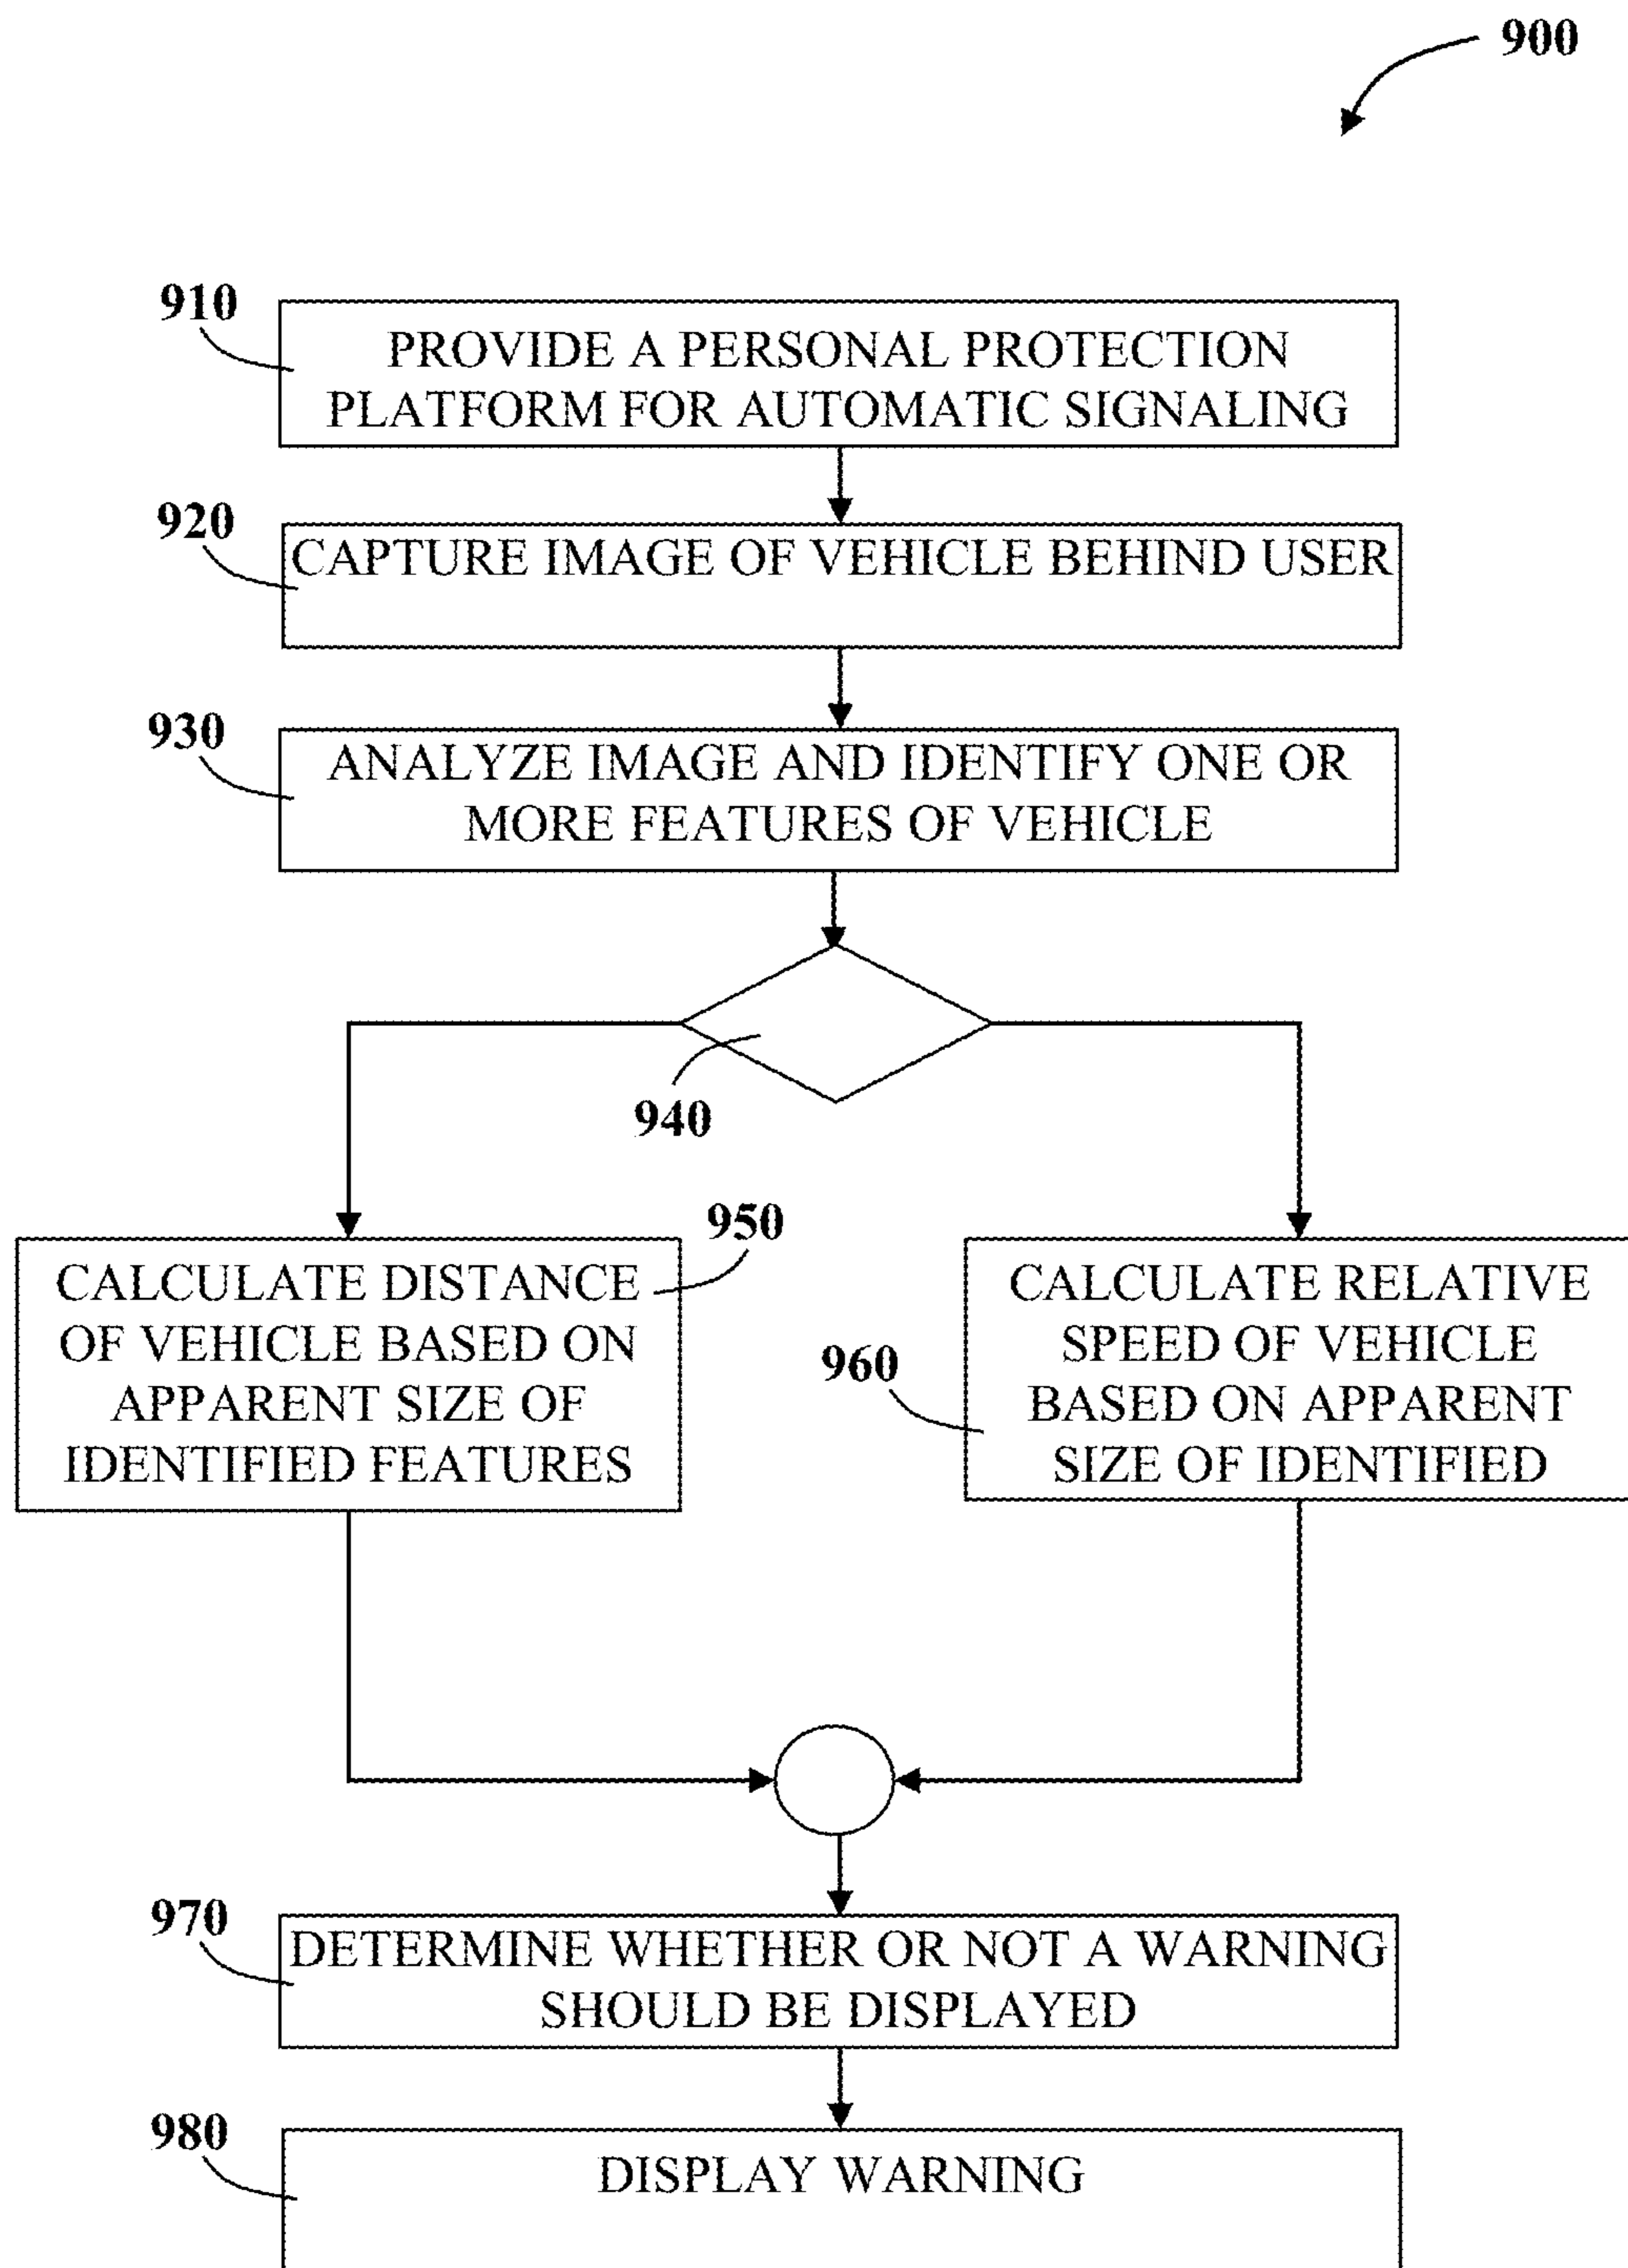 900
910
PROVIDE A PERSONAL PROTECTION
PLATFORM FOR AUTOMATIC SIGNALING
920
CAPTURE IMAGE OF VEHICLE BEHIND USER
930
ANALYZE IMAGE AND IDENTIFY ONE OR
MORE FEATURES OF VEHICLE
940
950
CALCULATE DISTANCE
OF VEHICLE BASED ON
APPARENT SIZE OF
IDENTIFIED FEATURES
960
CALCULATE RELATIVE
SPEED OF VEHICLE
BASED ON APPARENT
SIZE OF IDENTIFIED
970
DETERMINE WHETHER OR NOT A WARNING
SHOULD BE DISPLAYED
980
DISPLAY WARNING